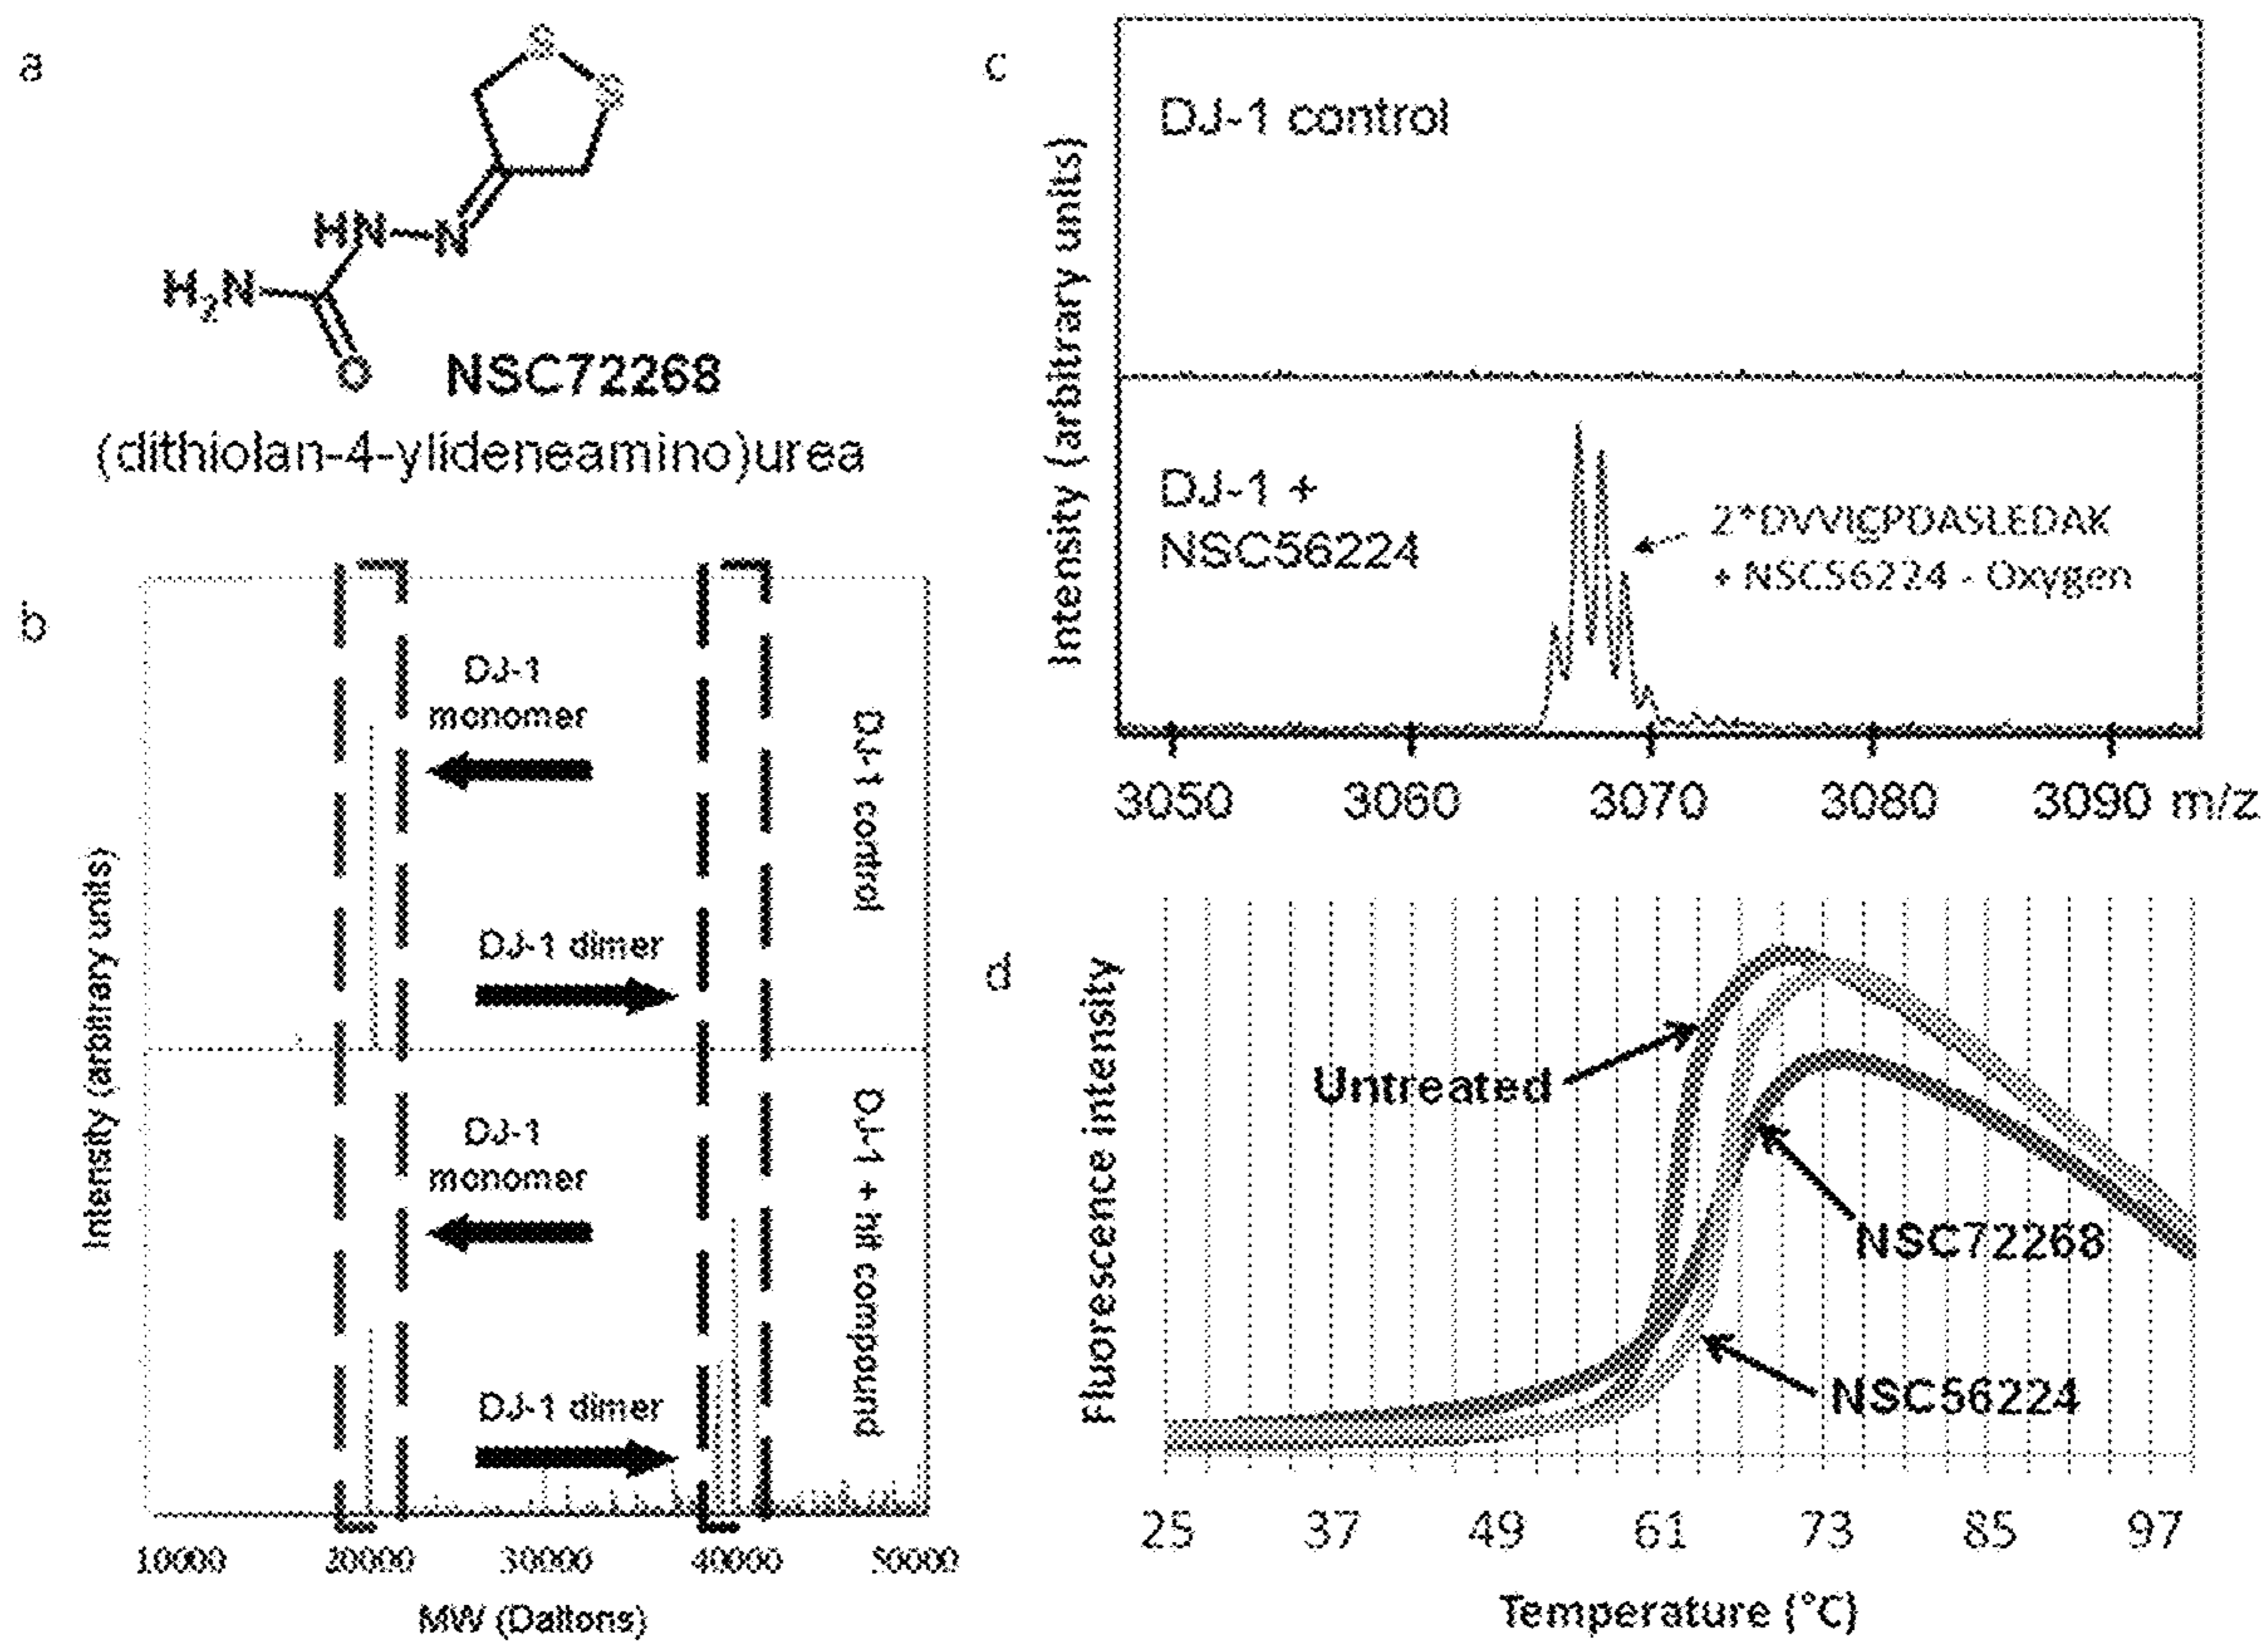 a
S
S
HN
N
H2N
O
NSC72268
(dithiolan-4-ylideneamino)urea
b
Intensity (arbitrary units)
DJ-1
monomer
DJ-1 dimer
DJ-1 control
DJ-1
monomer
DJ-1 dimer
DJ-1 + hit compound
10000 20000 30000 40000 50000
MW (Daltons)
c
Intensity (arbitrary units)
DJ-1 control
DJ-1 +
NSC56224
2*DVVICPDASLEDAK
+ NSC56224 - Oxygen
3050 3060 3070 3080 3090 m/z
d
Fluorescence intensity
Untreated
NSC72268
NSC56224
25 37 49 61 73 85 97
Temperature (°C)